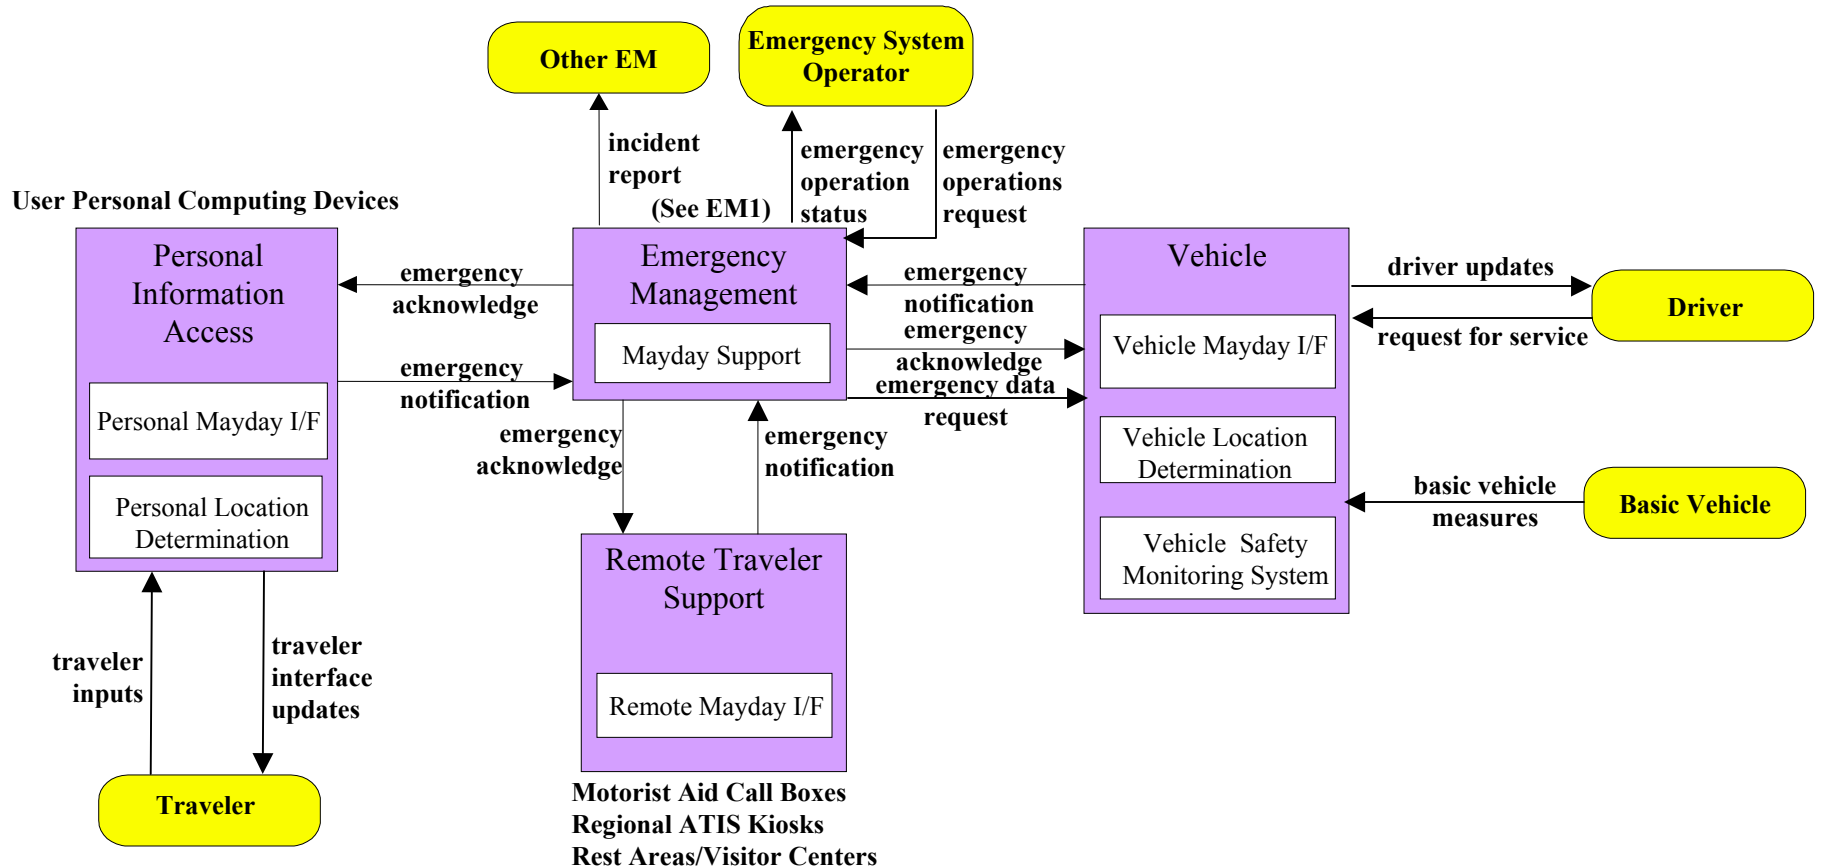 Other EM
Emergency System
Operator
incident
report
(See EM1)
emergency
operation
status
emergency
operations
request
User Personal Computing Devices
Personal
Information
Access
Personal Mayday I/F
Personal Location
Determination
emergency
acknowledge
emergency
notification
Emergency
Management
Mayday Support
emergency
notification
emergency
acknowledge
emergency data
request
Vehicle
Vehicle Mayday I/F
Vehicle Location
Determination
Vehicle Safety
Monitoring System
driver updates
Driver
request for service
basic vehicle
measures
Basic Vehicle
emergency
acknowledge
emergency
notification
Remote Traveler
Support
Remote Mayday I/F
traveler
inputs
traveler
interface
updates
Traveler
Motorist Aid Call Boxes
Regional ATIS Kiosks
Rest Areas/Visitor Centers